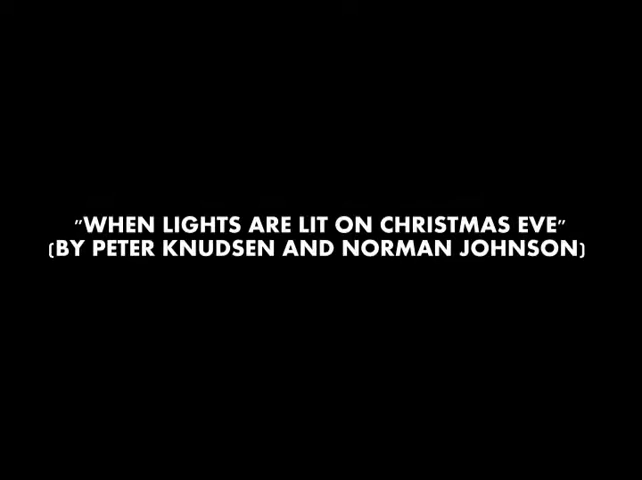 "WHEN LIGHTS ARE LIT ON CHRISTMAS EVE"
(BY PETER KNUDSEN AND NORMAN JOHNSON)